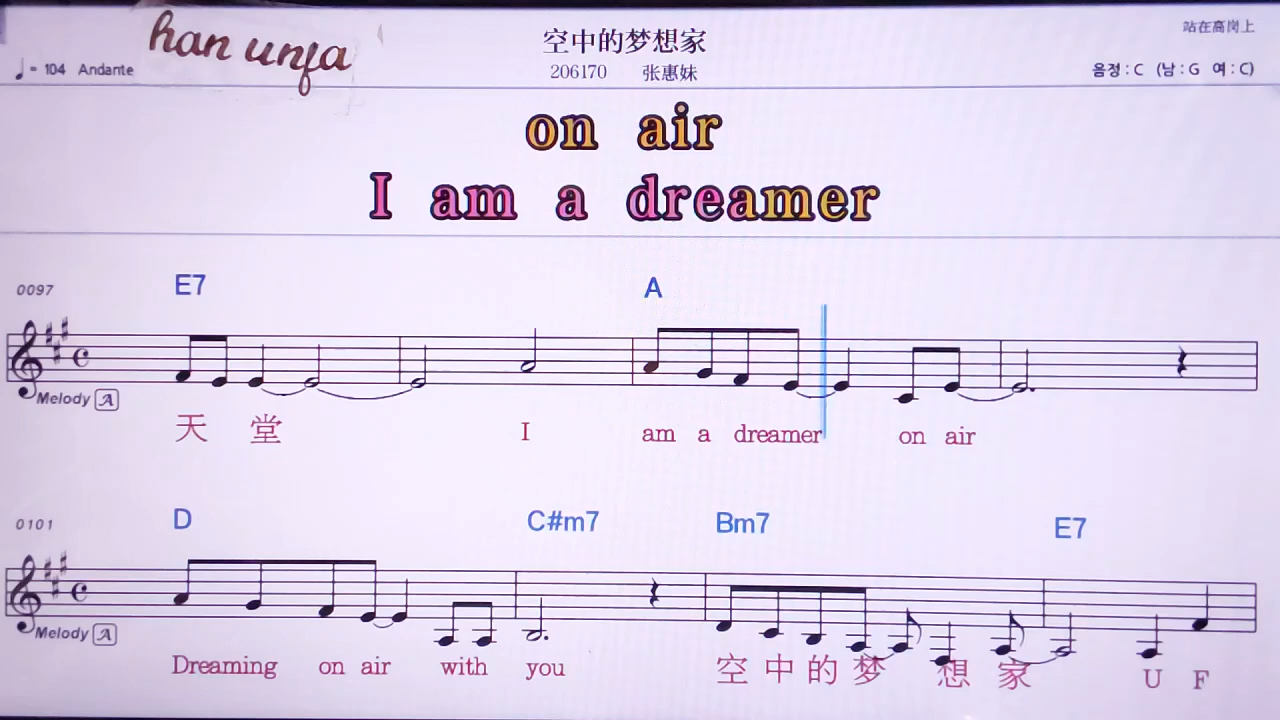 han unfa
空中的梦想家
站在高岗上
♩= 104 Andante
206170 张惠妹
음정 : C (남 : G 여 : C)
on air
I am a dreamer
E7 A
0097
Melody A
天 堂 I am a dreamer on air
D C#m7 Bm7 E7
0101
Melody A
Dreaming on air with you 空 中 的 梦 想 家 U F